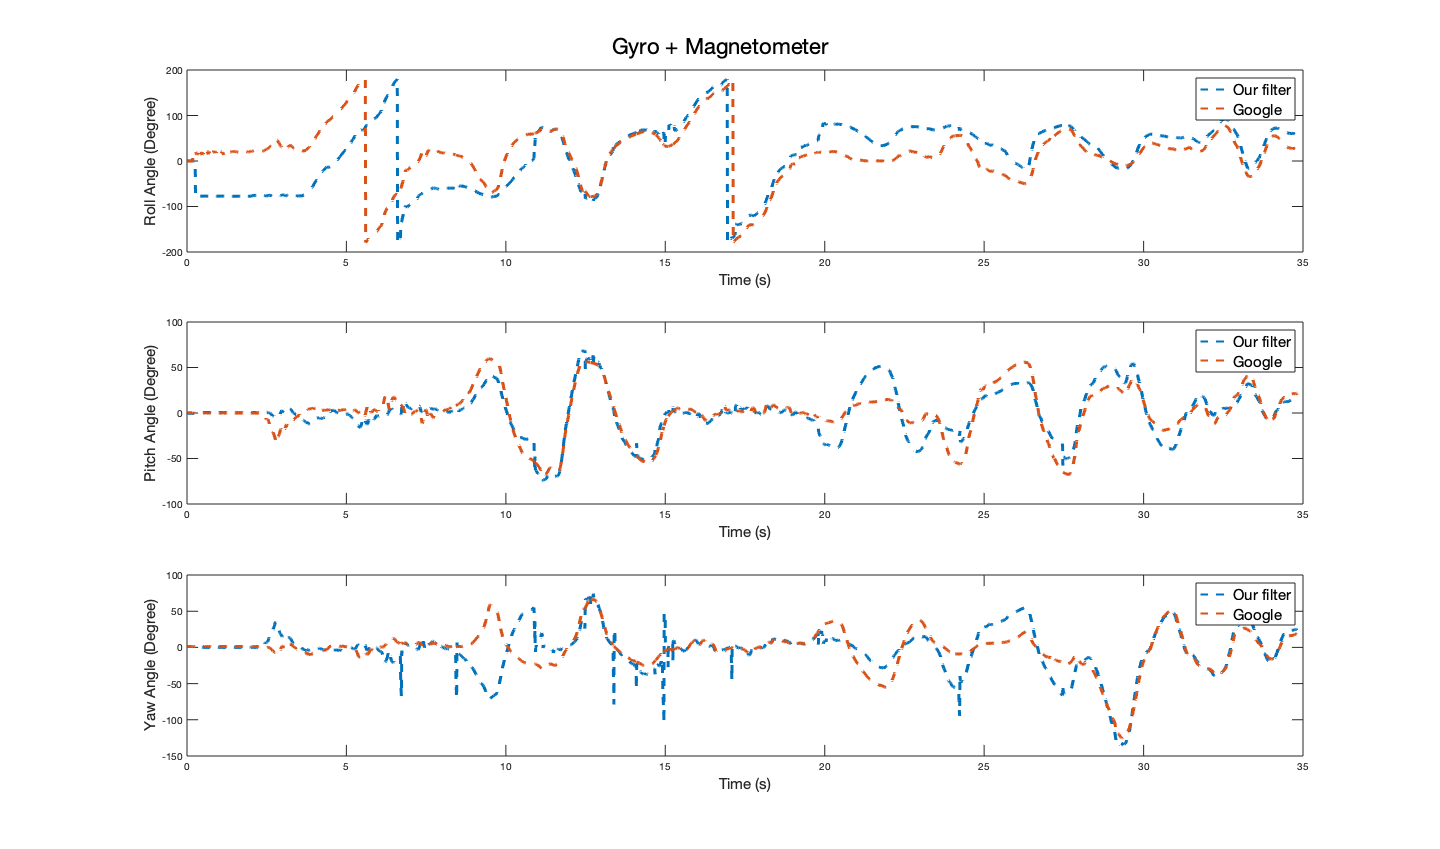 Gyro + Magnetometer
Roll Angle (Degree)
200
100
0
-100
-200
Our filter
Google
0 5 10 15 20 25 30 35
Time (s)
Pitch Angle (Degree)
100
50
0
-50
-100
Our filter
Google
0 5 10 15 20 25 30 35
Time (s)
Yaw Angle (Degree)
100
50
0
-50
-100
-150
Our filter
Google
0 5 10 15 20 25 30 35
Time (s)